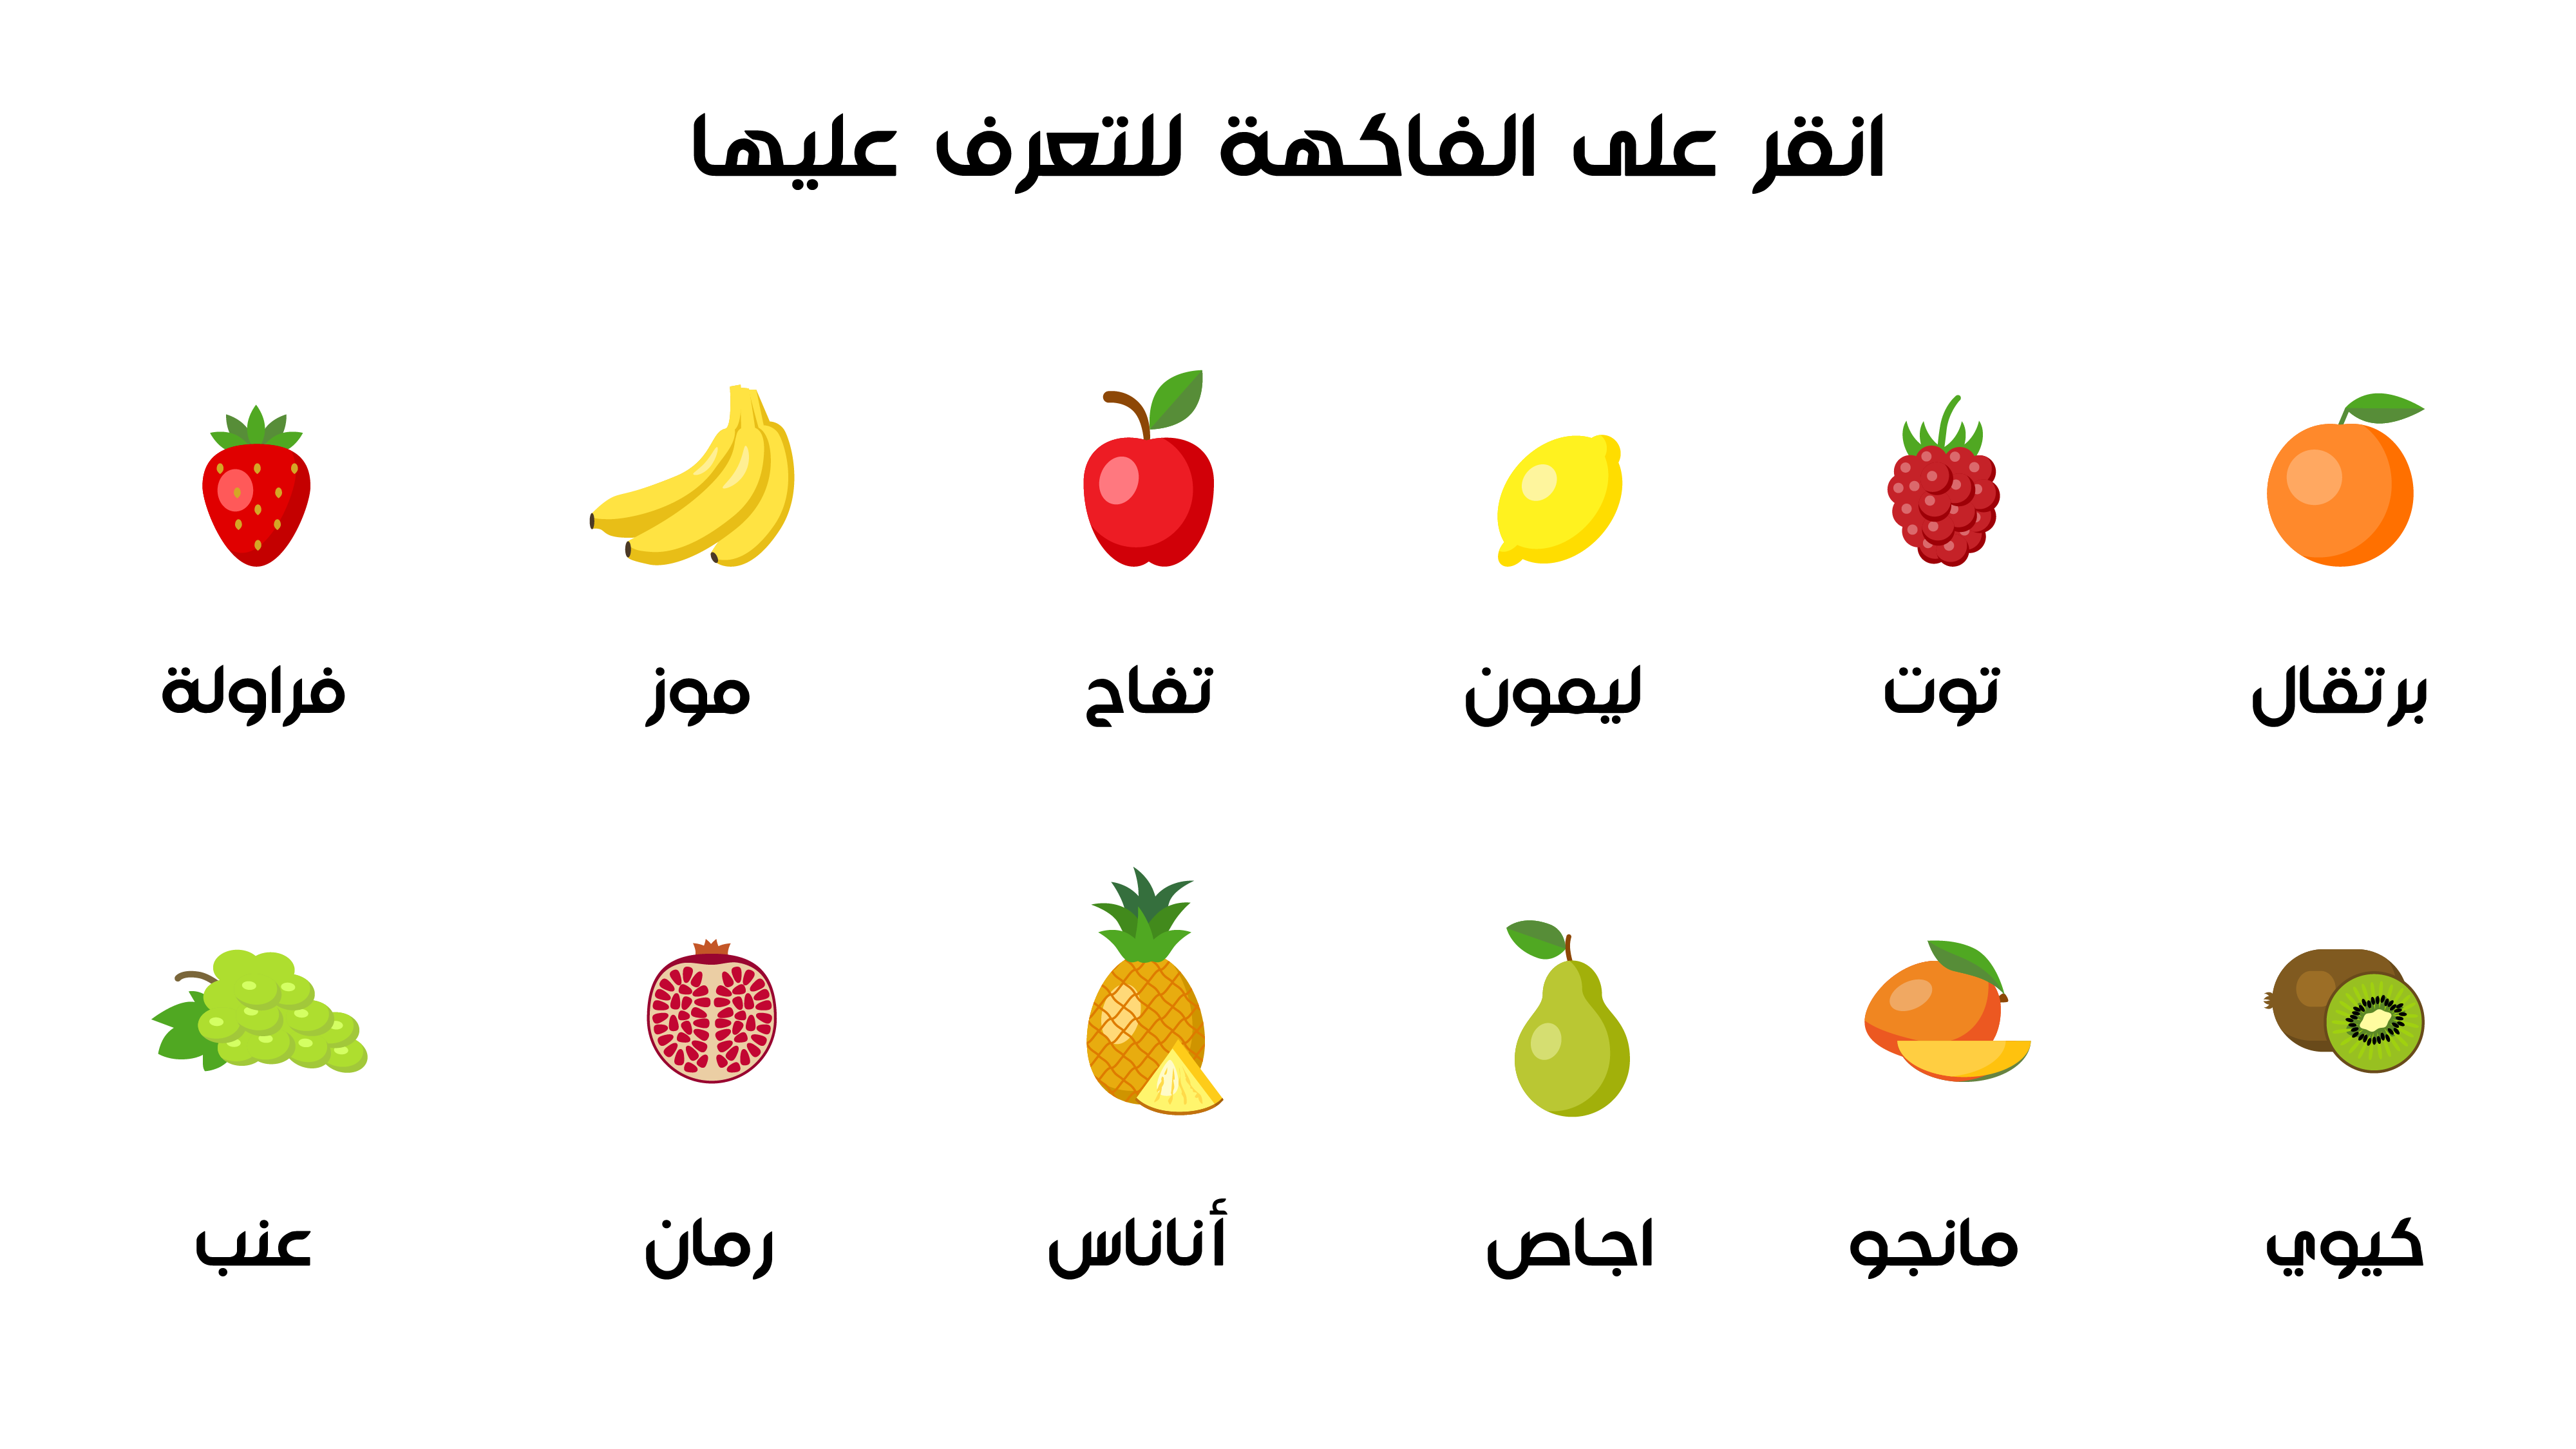 انقر على الفاكهة للتعرف عليها
برتقال توت ليمون تفاح موز فراولة
كيوي مانجو اجاص أناناس رمان عنب